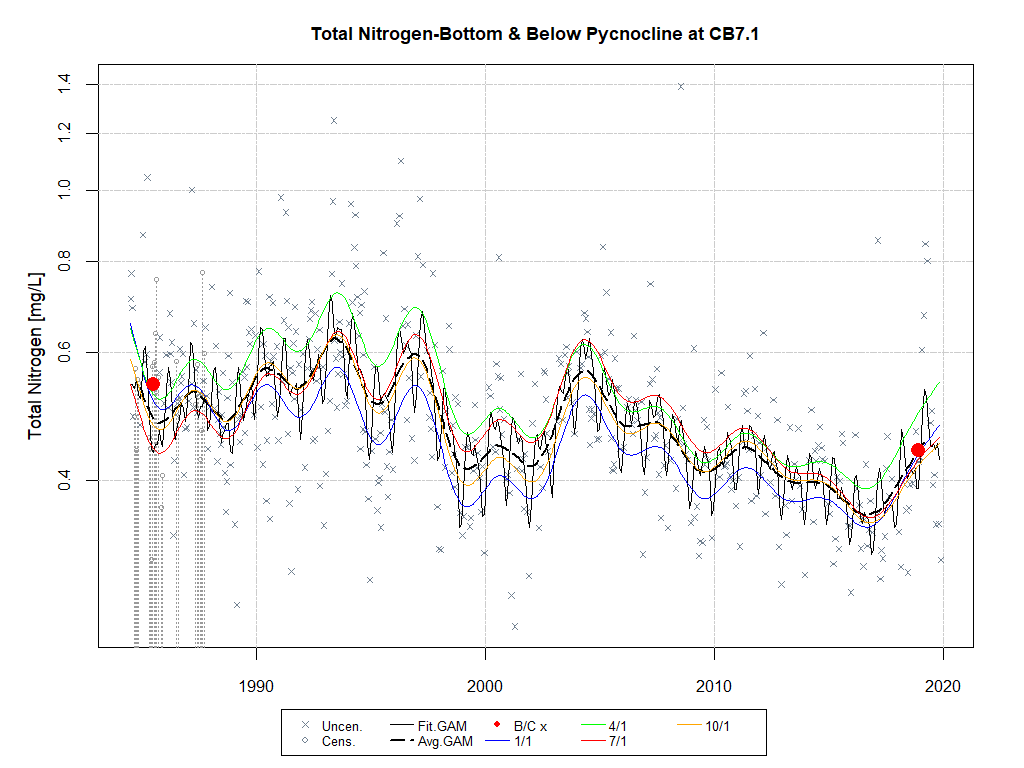 Total Nitrogen-Bottom & Below Pycnocline at CB7.1
Total Nitrogen [mg/L]
1.4
1.2
1.0
0.8
0.6
0.4
1990 2000 2010 2020
Uncen. Fit.GAM B/C x 4/1 10/1
Cens. Avg.GAM 1/1 7/1